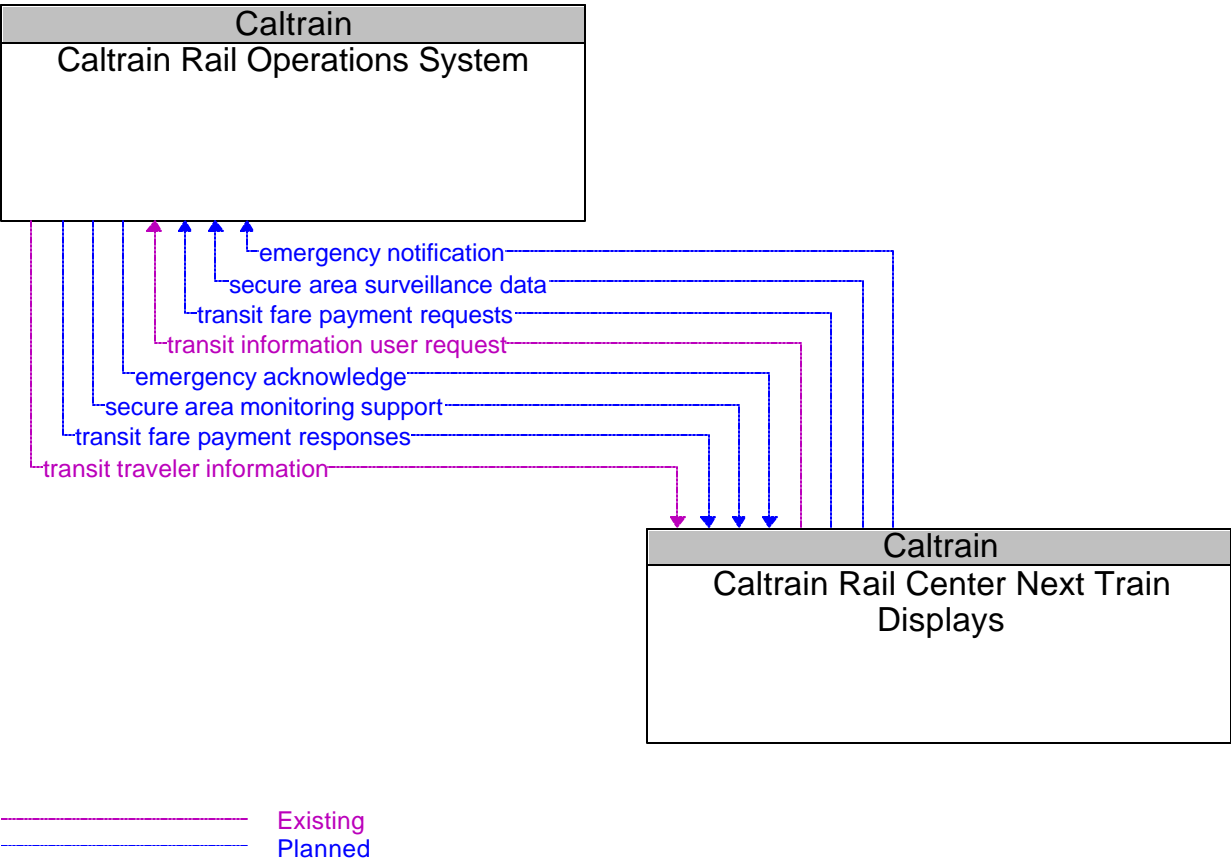 Caltrain
Caltrain Rail Operations System
emergency notification
secure area surveillance data
transit fare payment requests
transit information user request
emergency acknowledge
secure area monitoring support
transit fare payment responses
transit traveler information
Caltrain
Caltrain Rail Center Next Train
Displays
Existing
Planned